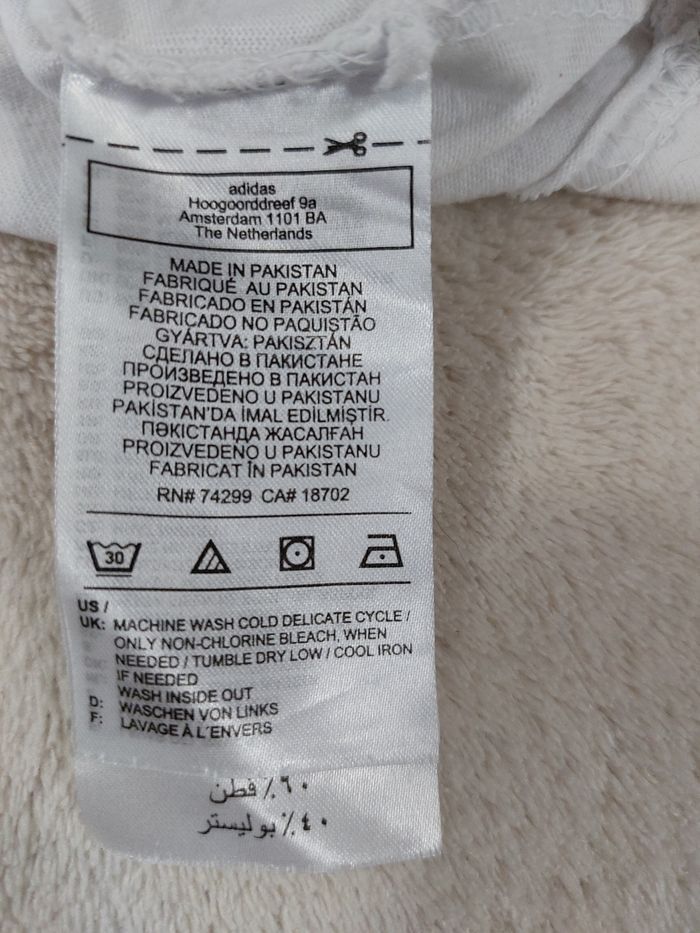 adidas
Hoogoorddreef 9a
Amsterdam 1101 BA
The Netherlands
MADE IN PAKISTAN
FABRIQUÉ AU PAKISTAN
FABRICADO EN PAKISTÁN
FABRICADO NO PAQUISTÃO
GYÁRTVA: PAKISZTÁN
СДЕЛАНО В ПАКИСТАНЕ
ПРОИЗВЕДЕНО В ПАКИСТАН
PROIZVEDENO U PAKISTANU
PAKİSTAN'DA İMAL EDİLMİŞTİR.
ПӘКІСТАНДА ЖАСАЛҒАН
PROIZVEDENO U PAKISTANU
FABRICAT ÎN PAKISTAN
RN# 74299 CA# 18702
30
US /
UK: MACHINE WASH COLD DELICATE CYCLE /
ONLY NON-CHLORINE BLEACH, WHEN
NEEDED / TUMBLE DRY LOW / COOL IRON
IF NEEDED
WASH INSIDE OUT
D: WASCHEN VON LINKS
F: LAVAGE À L´ENVERS
٦٠٪ قطن
٤٠٪ بوليستر